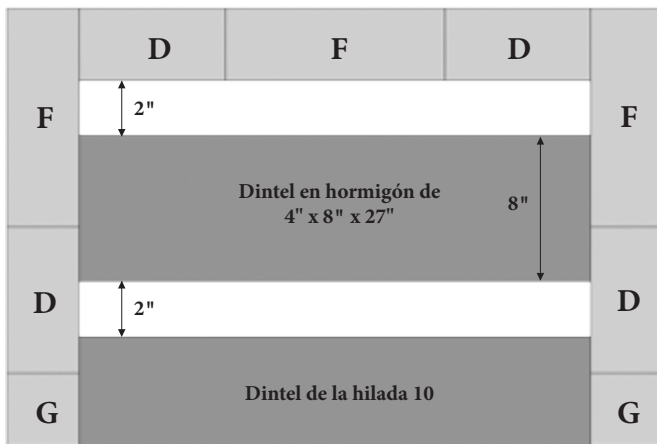 D F D
F 2" F
Dintel en hormigón de
4" x 8" x 27"
8"
D 2" D
Dintel de la hilada 10
G G